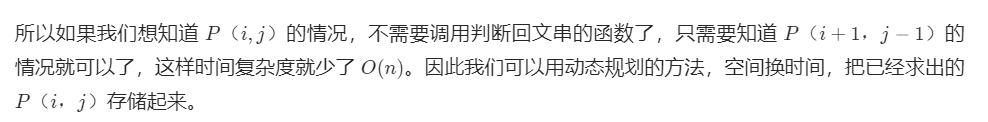 所以如果我们想知道 P（i,j）的情况，不需要调用判断回文串的函数了，只需要知道 P（i+1，j−1）的
情况就可以了，这样时间复杂度就少了 O(n)。因此我们可以用动态规划的方法，空间换时间，把已经求出的
P（i，j）存储起来。